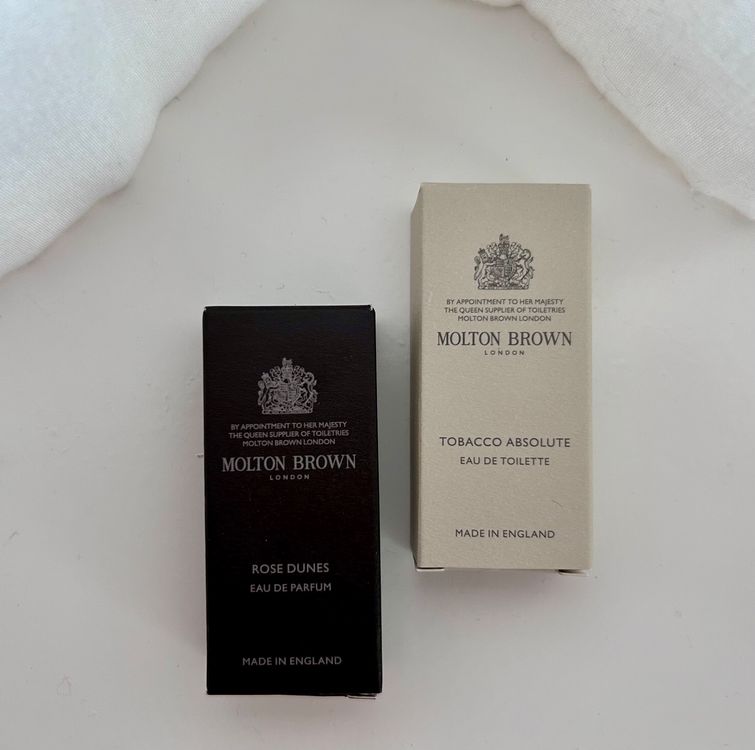 BY APPOINTMENT TO HER MAJESTY
THE QUEEN SUPPLIER OF TOILETRIES
MOLTON BROWN LONDON
MOLTON BROWN
LONDON
ROSE DUNES
EAU DE PARFUM
MADE IN ENGLAND
BY APPOINTMENT TO HER MAJESTY
THE QUEEN SUPPLIER OF TOILETRIES
MOLTON BROWN LONDON
MOLTON BROWN
LONDON
TOBACCO ABSOLUTE
EAU DE TOILETTE
MADE IN ENGLAND